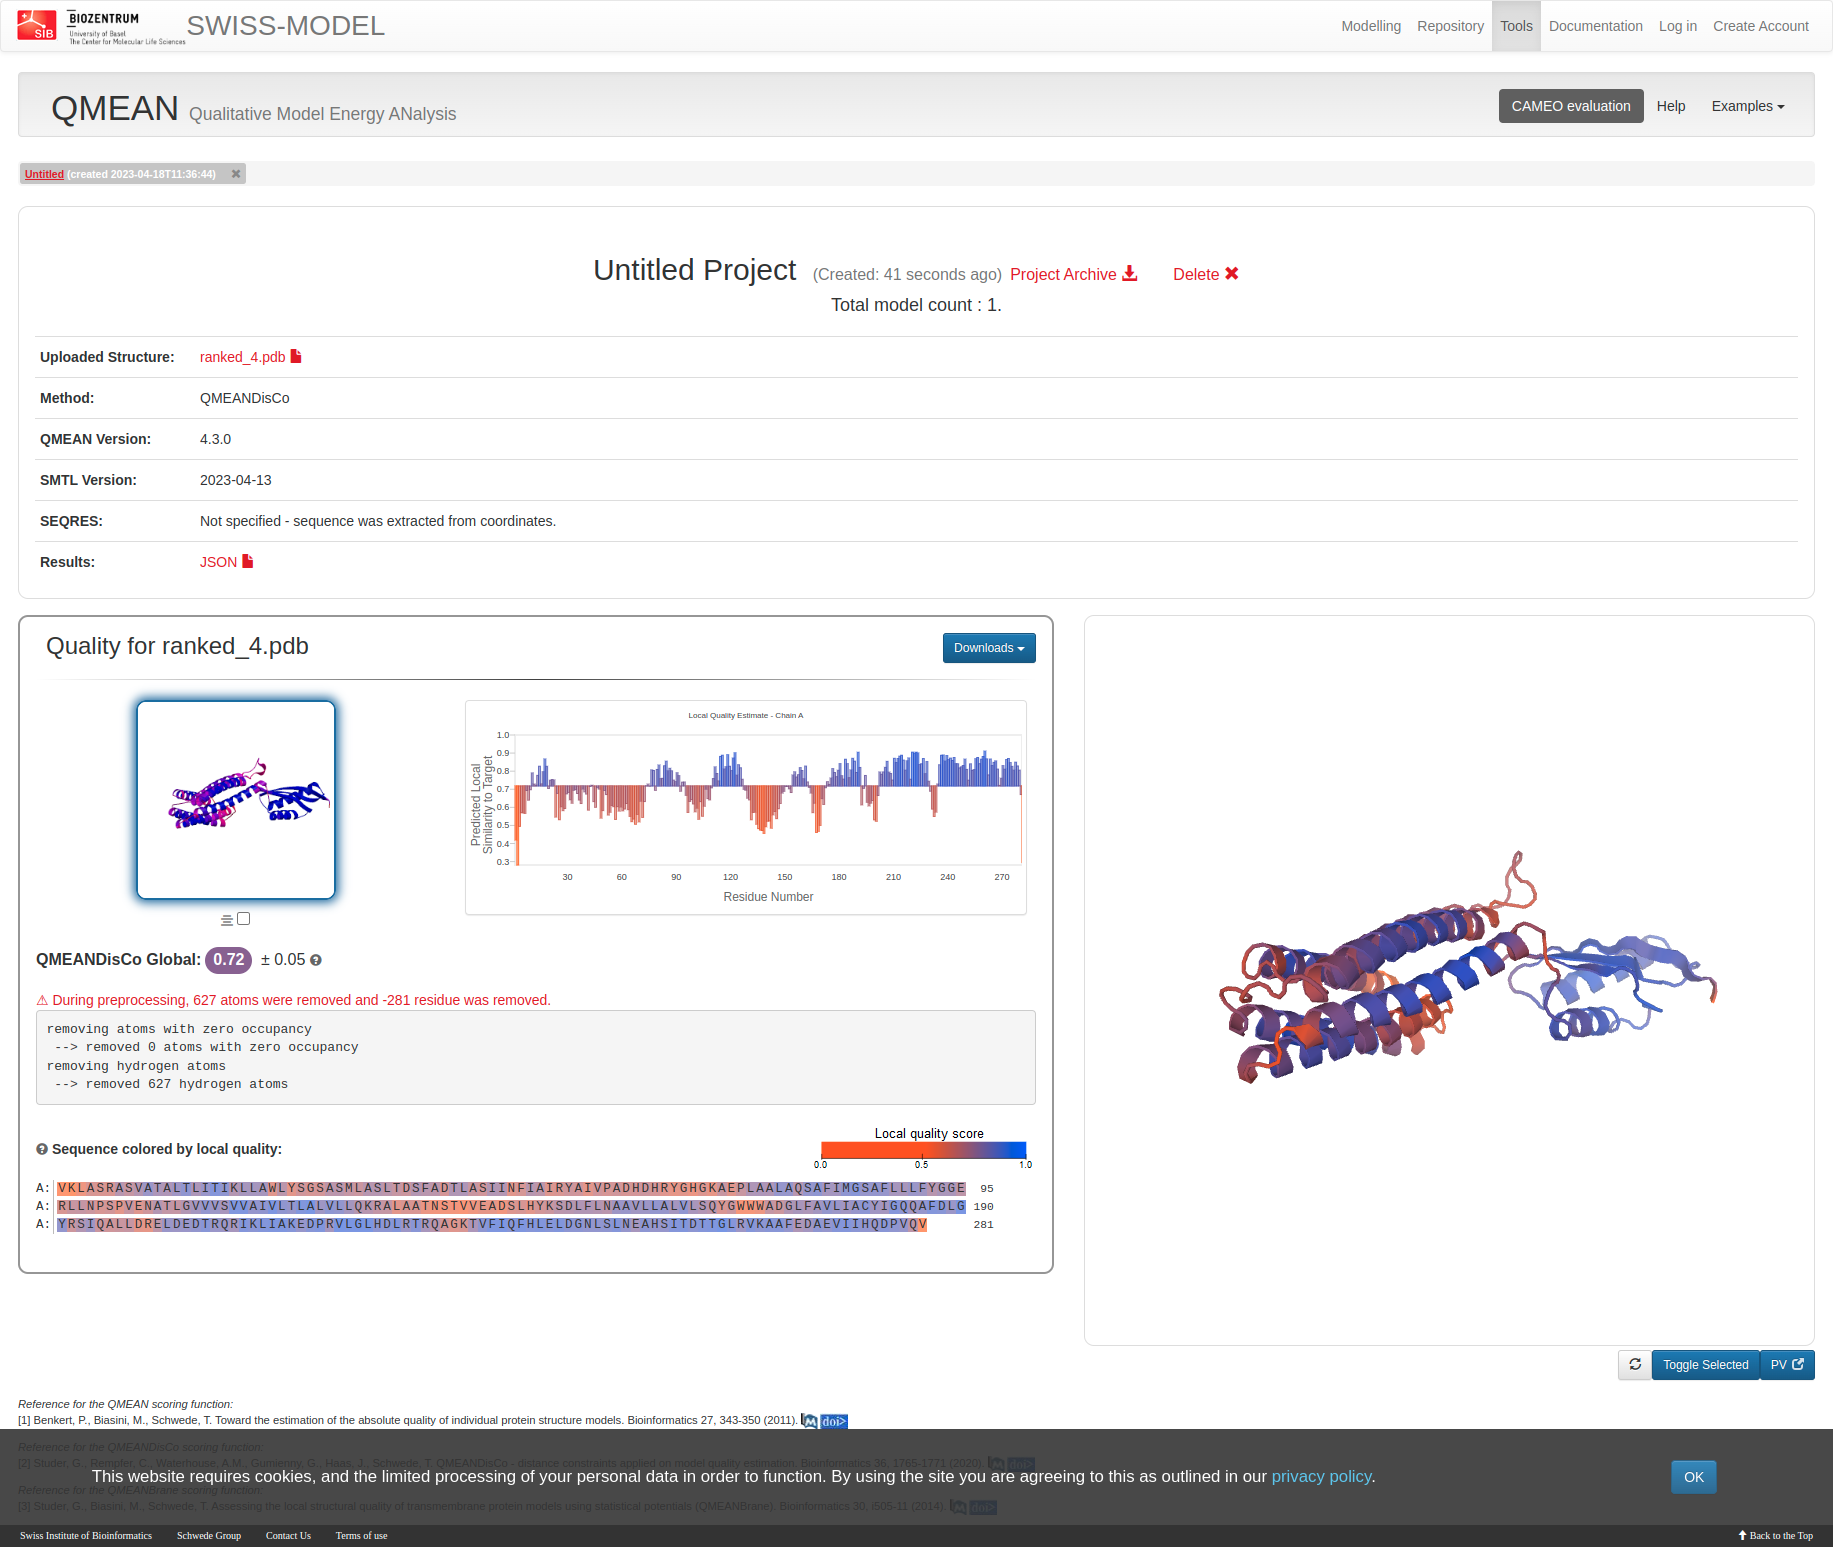 SIB
BIOZENTRUM
University of Basel
The Center for Molecular Life Sciences
SWISS-MODEL
Modelling Repository Tools Documentation Log in Create Account
QMEAN Qualitative Model Energy ANalysis
CAMEO evaluation Help Examples
Untitled (created 2023-04-18T11:36:44)
Untitled Project (Created: 41 seconds ago) Project Archive Delete
Total model count : 1.
Uploaded Structure: ranked_4.pdb
Method: QMEANDisCo
QMEAN Version: 4.3.0
SMTL Version: 2023-04-13
SEQRES: Not specified - sequence was extracted from coordinates.
Results: JSON
Quality for ranked_4.pdb
Downloads
Local Quality Estimate - Chain A
Predicted Local
Similarity to Target
1.0
0.9
0.8
0.7
0.6
0.5
0.4
0.3
30 60 90 120 150 180 210 240 270
Residue Number
QMEANDisCo Global: 0.72 ± 0.05
⚠ During preprocessing, 627 atoms were removed and -281 residue was removed.
removing atoms with zero occupancy
--> removed 0 atoms with zero occupancy
removing hydrogen atoms
--> removed 627 hydrogen atoms
Sequence colored by local quality:
Local quality score
0.0 0.5 1.0
A: VKLASRASVATALTLITIKLLAWLYSGSASMLASLTDSFADTLASIINFIAIRYAIVPADHDHRYGHGKAEPLAALAQSAFIMGSAFLLLFYGGE 95
A: RLLNPSPVENATLGVVVSVVAIVLTLALVLLQKRALAATNSTVVEADSLHYKSDLFLNAAVLLALVLSQYGWWWADGLFAVLIACYIGQQAFDLG 190
A: YRSIQALLDRELDEDTRQRIKLIAKEDPRVLGLHDLRTRQAGKTVFIQFHLELDGNLSLNEAHSITDTTGLRVKAAFEDAEVIIHQDPVQV 281
Toggle Selected PV
Reference for the QMEAN scoring function:
[1] Benkert, P., Biasini, M., Schwede, T. Toward the estimation of the absolute quality of individual protein structure models. Bioinformatics 27, 343-350 (2011). doi>
Reference for the QMEANDisCo scoring function:
[2] Studer, G., Rempfer, C., Waterhouse, A.M., Gumienny, G., Haas, J., Schwede, T. QMEANDisCo - distance constraints applied on model quality estimation. Bioinformatics 36, 1765-1771 (2020). doi>
This website requires cookies, and the limited processing of your personal data in order to function. By using the site you are agreeing to this as outlined in our privacy policy.
OK
Reference for the QMEANBrane scoring function:
[3] Studer, G., Biasini, M., Schwede, T. Assessing the local structural quality of transmembrane protein models using statistical potentials (QMEANBrane). Bioinformatics 30, i505-11 (2014). doi>
Swiss Institute of Bioinformatics Schwede Group Contact Us Terms of use
Back to the Top